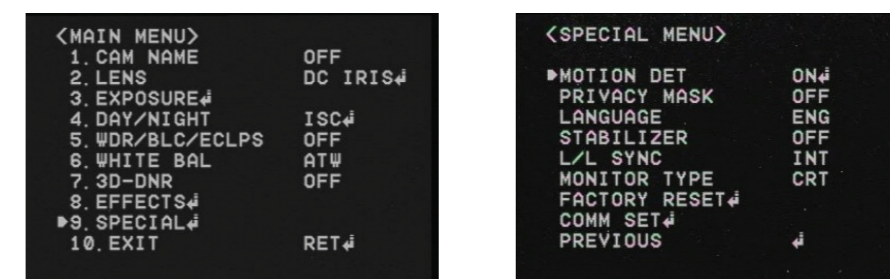 <MAIN MENU>
1. CAM NAME OFF
2. LENS DC IRIS↲
3. EXPOSURE↲
4. DAY/NIGHT ISC↲
5. WDR/BLC/ECLPS OFF
6. WHITE BAL ATW
7. 3D-DNR OFF
8. EFFECTS↲
▶9. SPECIAL↲
10. EXIT RET↲
<SPECIAL MENU>
▶MOTION DET ON↲
PRIVACY MASK OFF
LANGUAGE ENG
STABILIZER OFF
L/L SYNC INT
MONITOR TYPE CRT
FACTORY RESET↲
COMM SET↲
PREVIOUS ↲